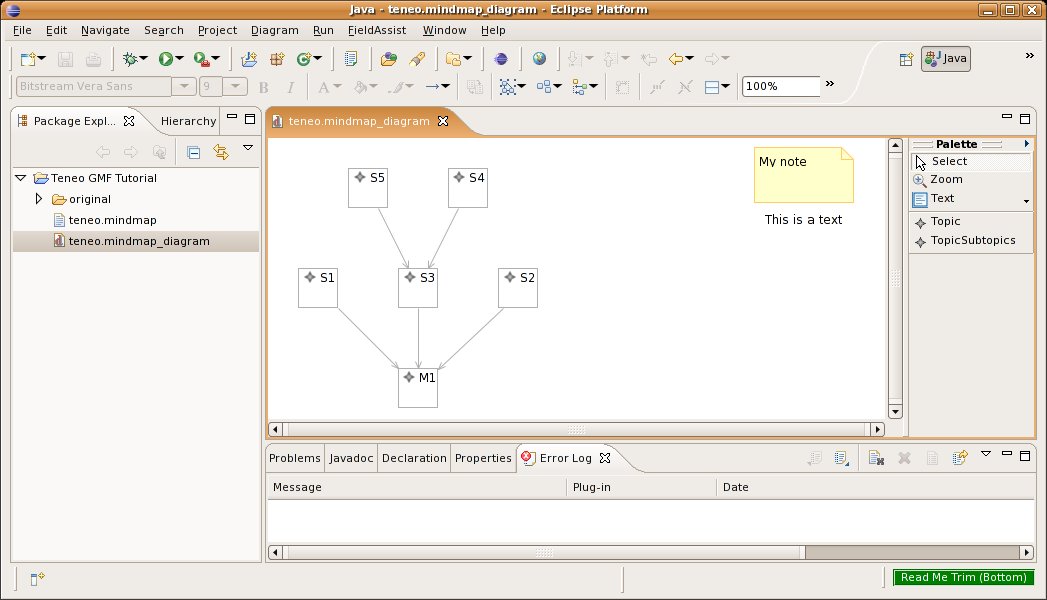 Java - teneo.mindmap_diagram - Eclipse Platform
File Edit Navigate Search Project Diagram Run FieldAssist Window Help
Java
Bitstream Vera Sans 9 B I A 100%
Package Expl... Hierarchy
teneo.mindmap_diagram
Teneo GMF Tutorial
original
teneo.mindmap
teneo.mindmap_diagram
S5 S4
S1 S3 S2
M1
My note
This is a text
Palette
Select
Zoom
Text
Topic
TopicSubtopics
Problems Javadoc Declaration Properties Error Log
Message Plug-in Date
Read Me Trim (Bottom)